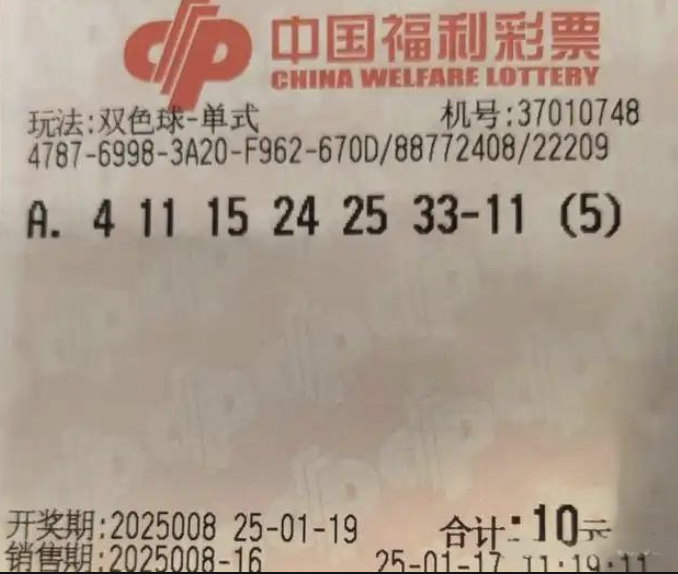 中国福利彩票
CHINA WELFARE LOTTERY
玩法:双色球-单式 机号:37010748
4787-6998-3A20-F962-670D/88772408/22209
A. 4 11 15 24 25 33-11 (5)
开奖期:2025008 25-01-19 合计:10元
销售期:2025008-16 25-01-17 11:19:11